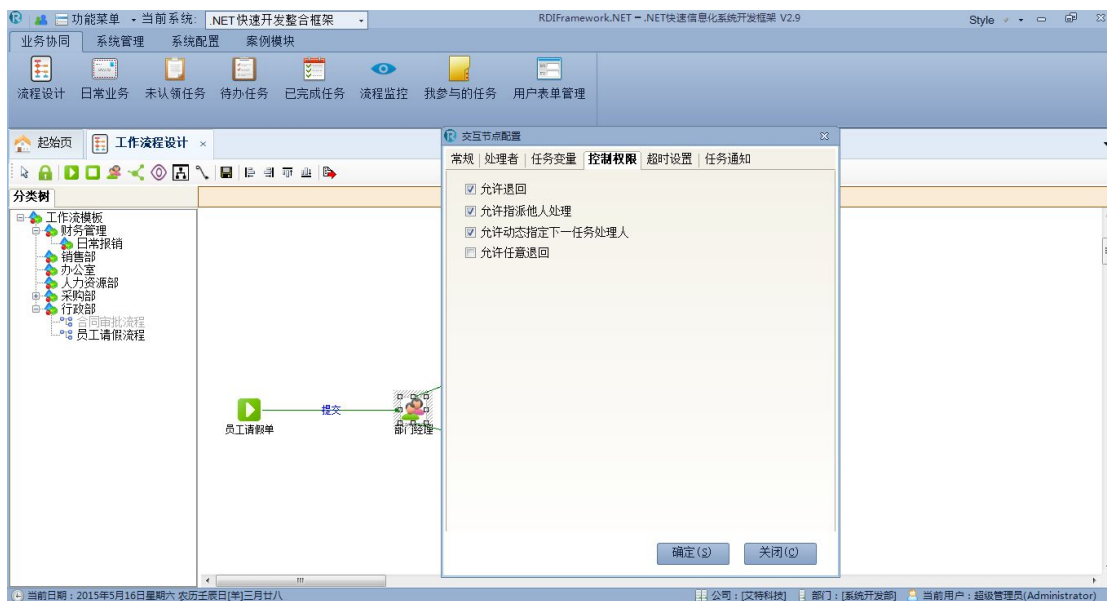 功能菜单 当前系统: .NET快速开发整合框架 RDIFramework.NET━.NET快速信息化系统开发框架 V2.9 Style
业务协同 系统管理 系统配置 案例模块
流程设计 日常业务 未认领任务 待办任务 已完成任务 流程监控 我参与的任务 用户表单管理
起始页 工作流程设计 ×
交互节点配置
常规 处理者 任务变量 控制权限 超时设置 任务通知
允许退回
允许指派他人处理
允许动态指定下一任务处理人
允许任意退回
分类树
工作流模板
财务管理
日常报销
销售部
办公室
人力资源部
采购部
行政部
合同审批流程
员工请假流程
提交
员工请假单 部门经理
确定(S) 关闭(C)
当前日期:2015年5月16日星期六 农历壬辰日[羊]三月廿八 公司:[艾特科技] 部门:[系统开发部] 当前用户:超级管理员(Administrator)